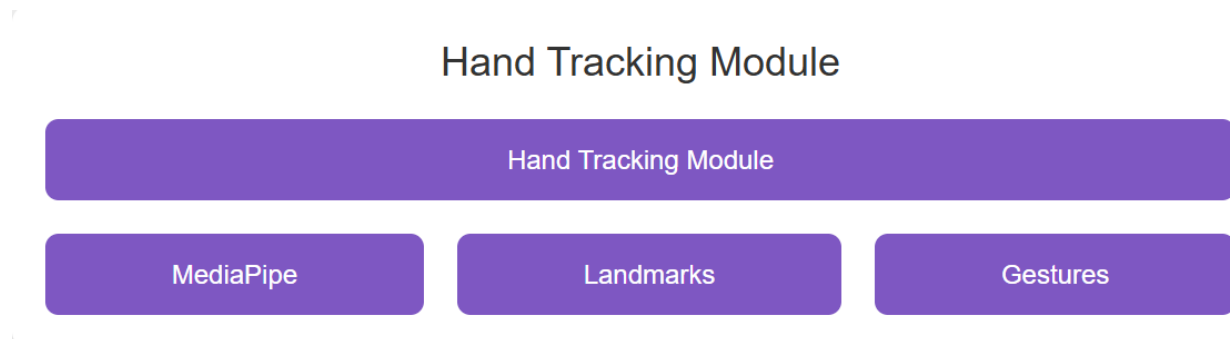 Hand Tracking Module
Hand Tracking Module
MediaPipe
Landmarks
Gestures